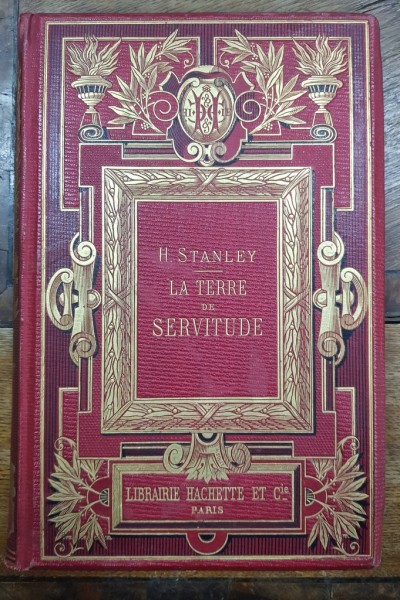 H. STANLEY
LA TERRE
DE
SERVITUDE
LIBRAIRIE HACHETTE ET Cie
PARIS